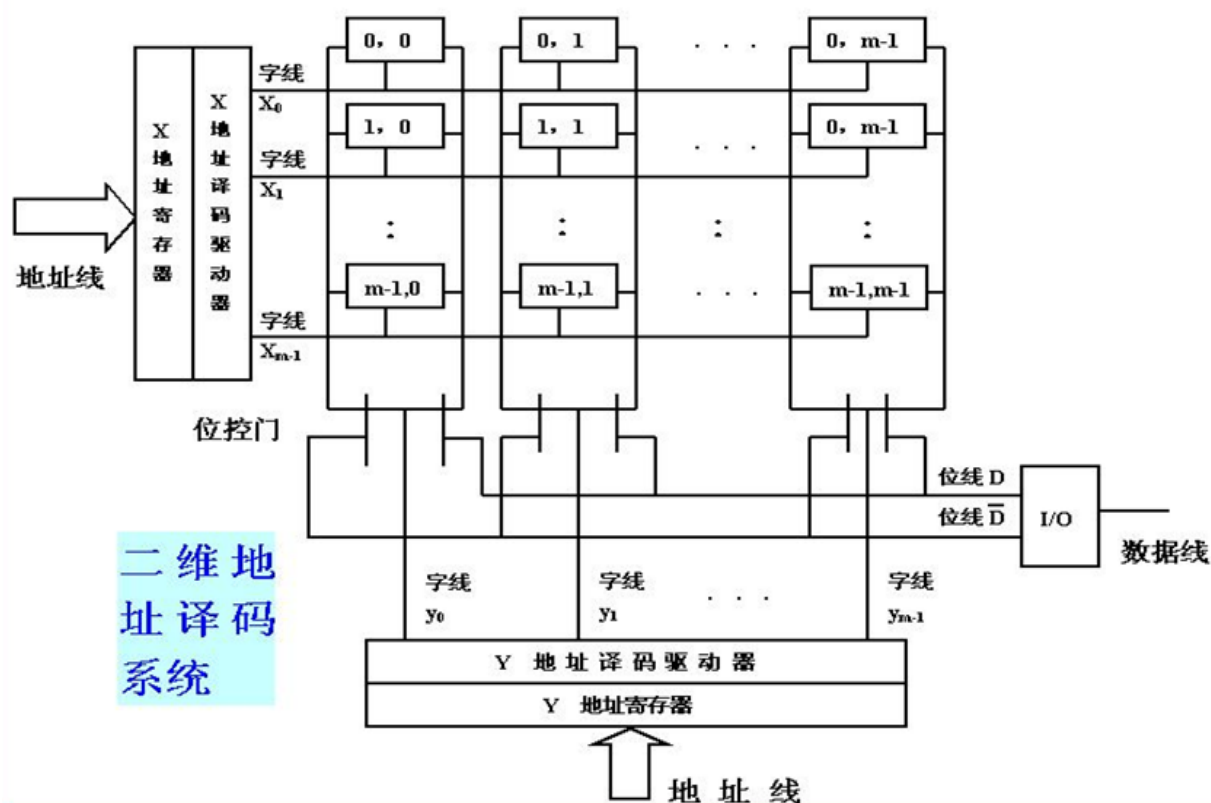 0，0
0，1
. . .
0，m-1
字线
X₀
X地址寄存器
X地址译码驱动器
1，0
1，1
. . .
0，m-1
字线
X₁
地址线
m-1,0
m-1,1
. . .
m-1,m-1
字线
Xₘ₋₁
位控门
位线 D
位线 D̅
I/O
数据线
二维地
址译码
系统
字线
y₀
字线
y₁
. . .
字线
yₘ₋₁
Y 地址译码驱动器
Y 地址寄存器
地 址 线